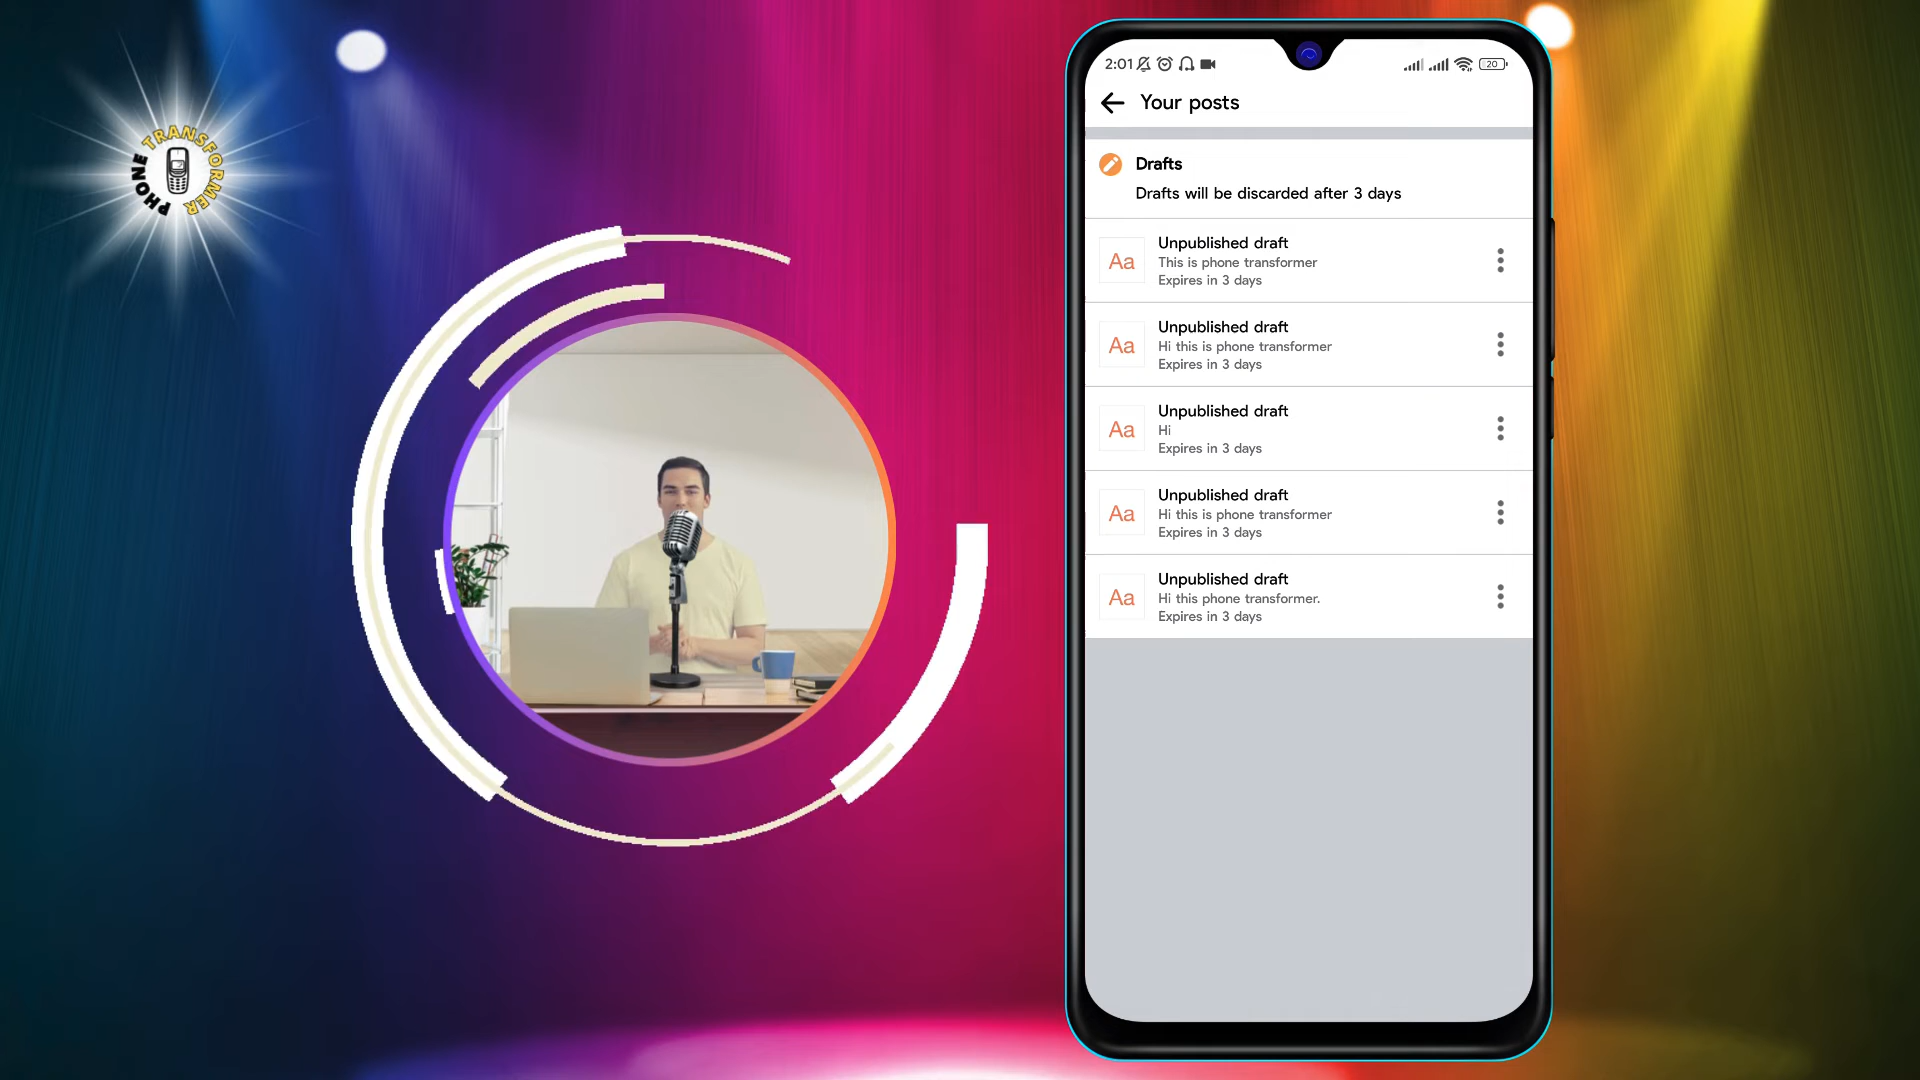 PHONE TRANSFORMER
2:01
20
Your posts
Drafts
Drafts will be discarded after 3 days
Aa
Unpublished draft
This is phone transformer
Expires in 3 days
Aa
Unpublished draft
Hi this is phone transformer
Expires in 3 days
Aa
Unpublished draft
Hi
Expires in 3 days
Aa
Unpublished draft
Hi this is phone transformer
Expires in 3 days
Aa
Unpublished draft
Hi this phone transformer.
Expires in 3 days